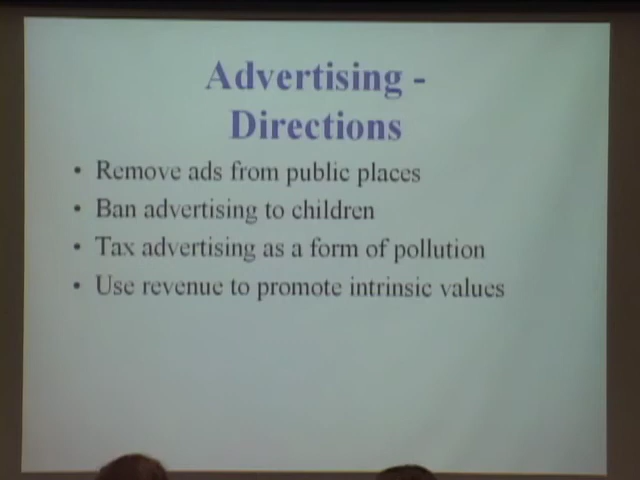 Advertising -
Directions
• Remove ads from public places
• Ban advertising to children
• Tax advertising as a form of pollution
• Use revenue to promote intrinsic values